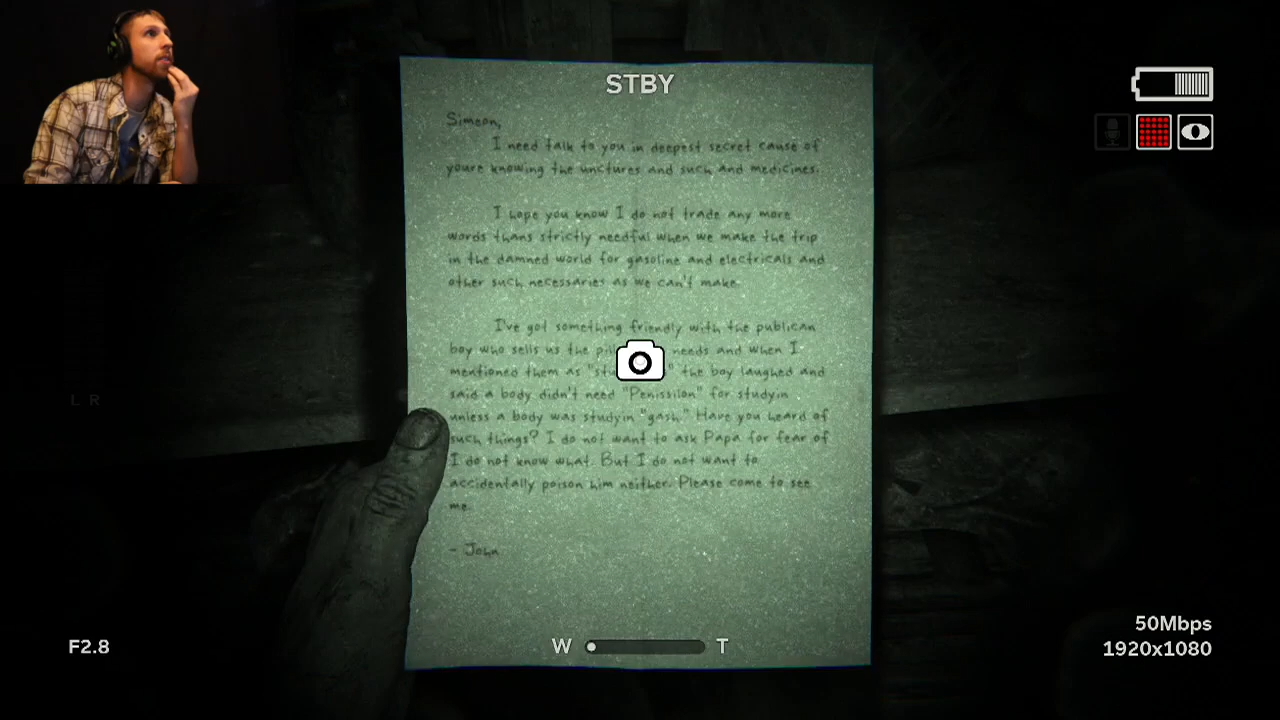 STBY
Simeon,
I need talk to you in deepest secret cause of
youre knowing the unctures and such and medicines.
I hope you know I do not trade any more
words thans strictly needful when we make the trip
in the damned world for gasoline and electricals and
other such necessaries as we can't make.
I've got something friendly with the publican
boy who sells us the needs and when I
mentioned them as the boy laughed and
said a body didn't need "Penissilon" for studyin
unless a body was studyin "gash." Have you heard of
such things? I do not want to ask Papa for fear of
I do not know what. But I do not want to
accidentally poison him neither. Please come to see
me.
- John
L R
F2.8
W T
50Mbps
1920x1080